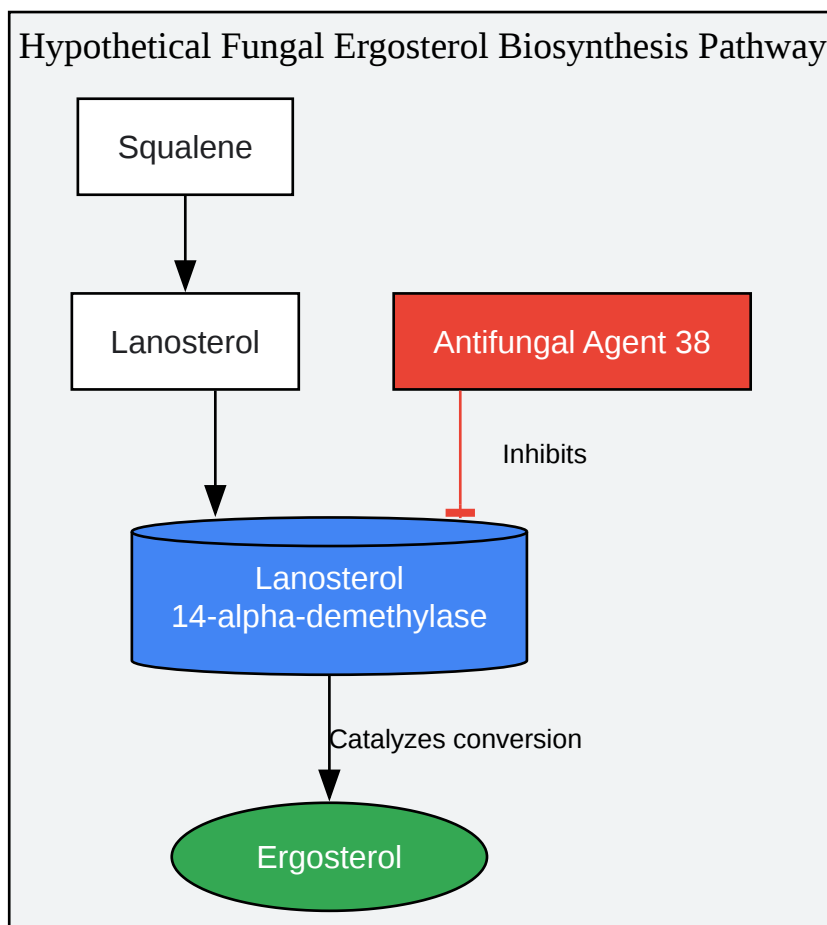 Hypothetical Fungal Ergosterol Biosynthesis Pathway
Squalene
Lanosterol
Antifungal Agent 38
Inhibits
Lanosterol
14-alpha-demethylase
Catalyzes conversion
Ergosterol